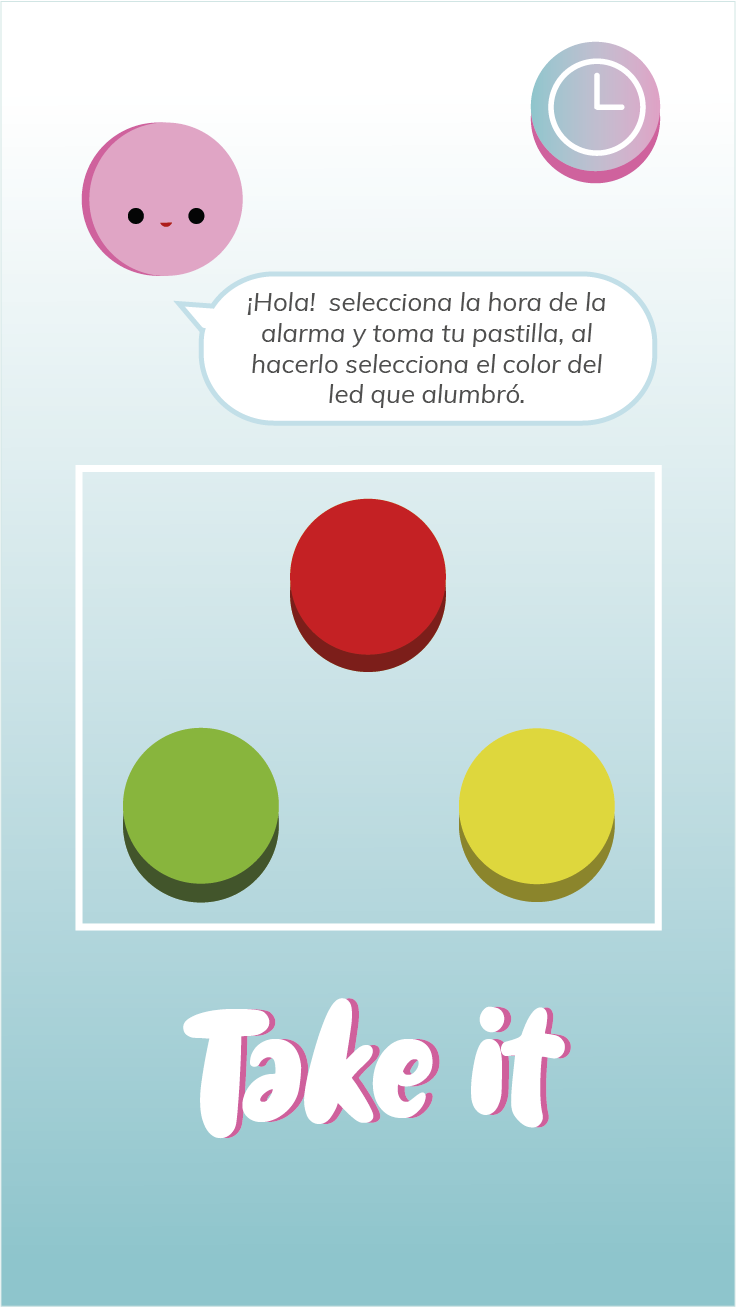 ¡Hola!  selecciona la hora de la
alarma y toma tu pastilla, al
hacerlo selecciona el color del
led que alumbró.
Take it